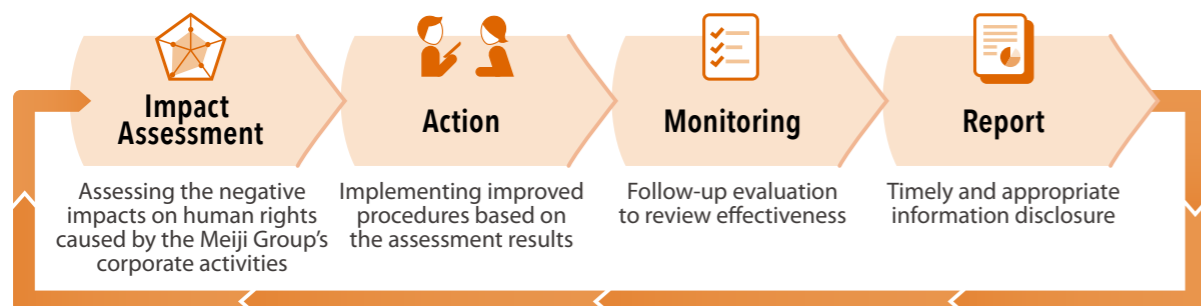 Impact
Assessment
Action
Monitoring
Report
Assessing the negative
impacts on human rights
caused by the Meiji Group’s
corporate activities
Implementing improved
procedures based on
the assessment results
Follow-up evaluation
to review effectiveness
Timely and appropriate
information disclosure